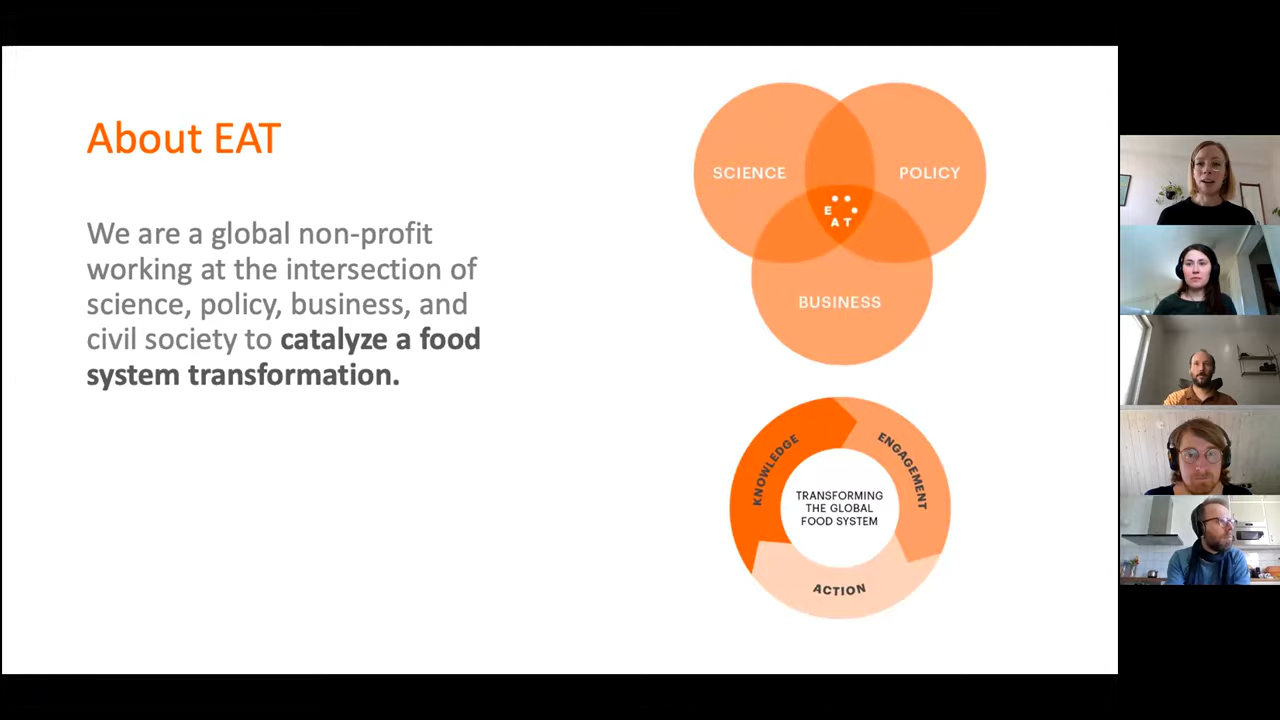 About EAT
We are a global non-profit
working at the intersection of
science, policy, business, and
civil society to catalyze a food
system transformation.
SCIENCE
POLICY
E
A T
BUSINESS
KNOWLEDGE
ENGAGEMENT
TRANSFORMING
THE GLOBAL
FOOD SYSTEM
ACTION